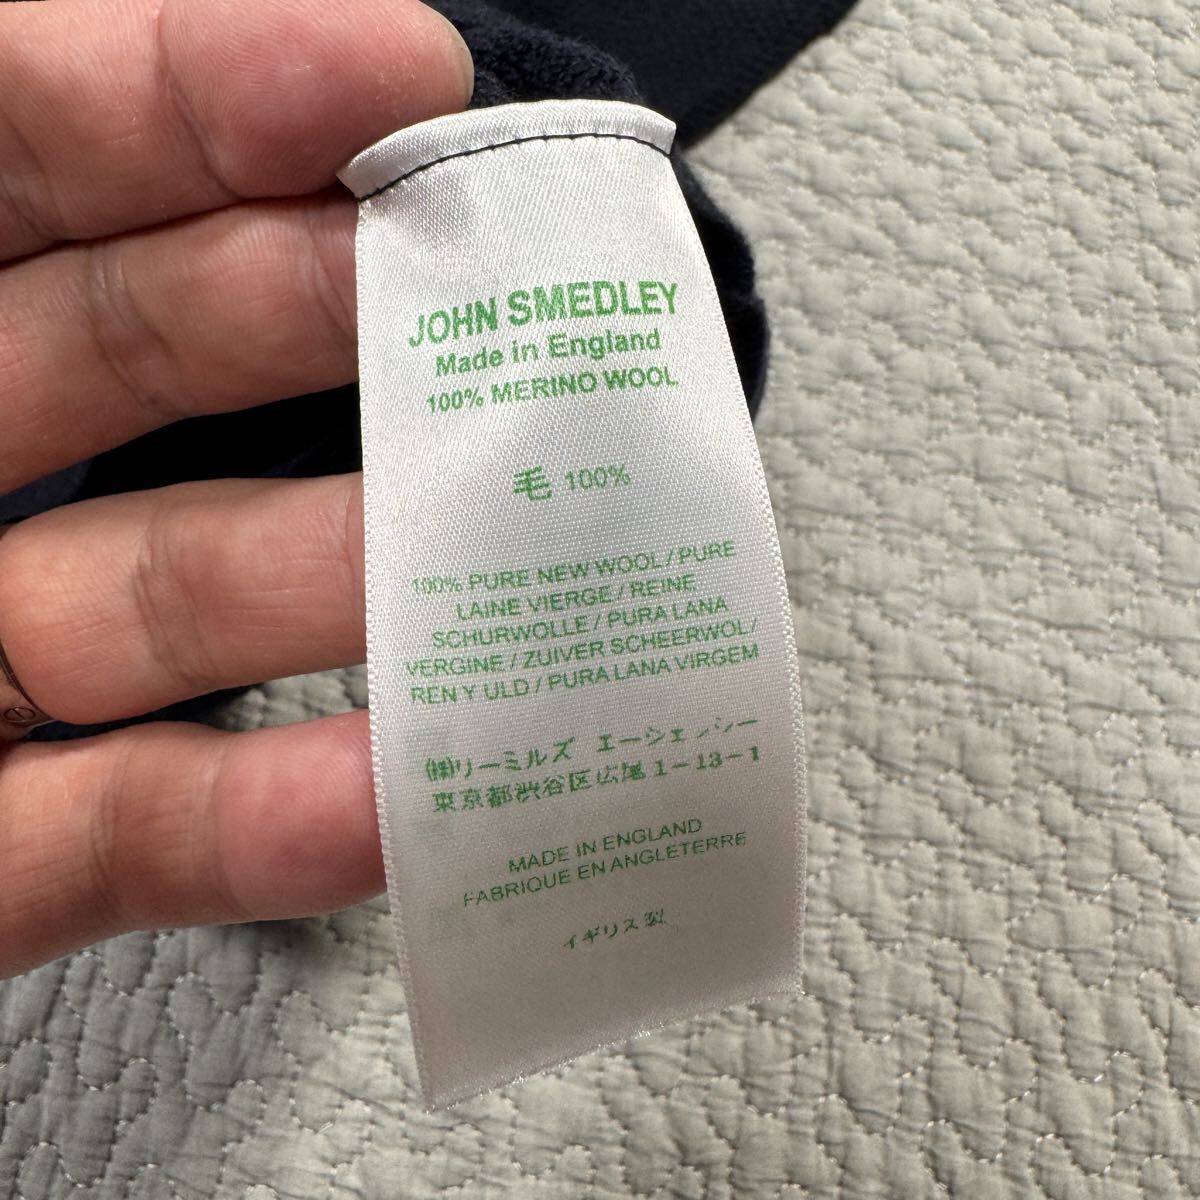 JOHN SMEDLEY
Made in England
100% MERINO WOOL
毛 100%
100% PURE NEW WOOL / PURE
LAINE VIERGE / REINE
SCHURWOLLE / PURA LANA
VERGINE / ZUIVER SCHEERWOL /
REN Y ULD / PURA LANA VIRGEM
㈱リーミルズ エージェンシー
東京都渋谷区広尾1-13-1
MADE IN ENGLAND
FABRIQUE EN ANGLETERRE
イギリス製